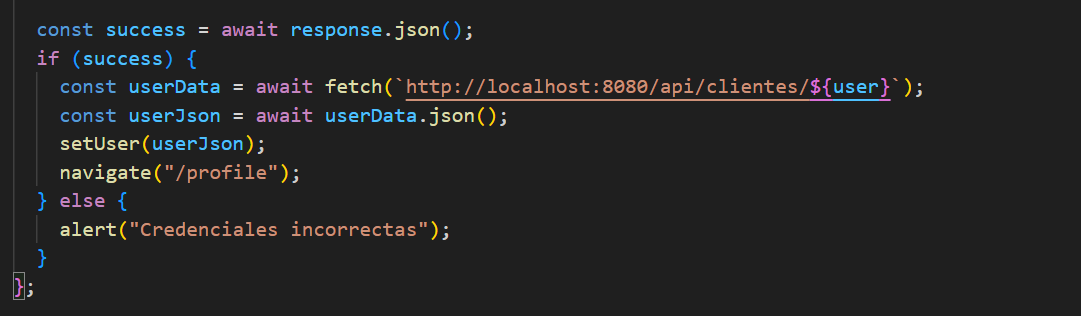 const success = await response.json();
if (success) {
const userData = await fetch(`http://localhost:8080/api/clientes/${user}`);
const userJson = await userData.json();
setUser(userJson);
navigate("/profile");
} else {
alert("Credenciales incorrectas");
}
};